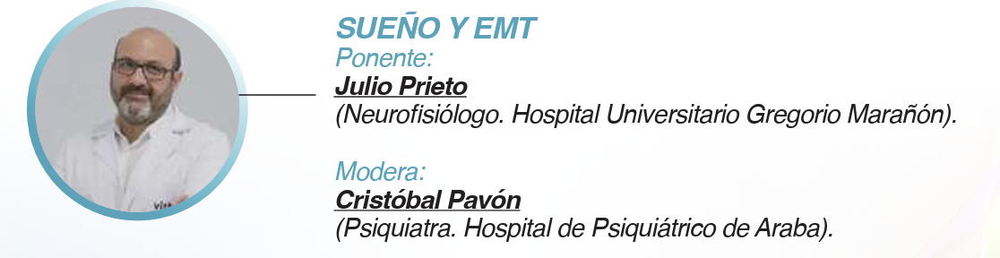 SUEÑO Y EMT
Ponente:
Julio Prieto
(Neurofisiólogo. Hospital Universitario Gregorio Marañón).
Modera:
Cristóbal Pavón
(Psiquiatra. Hospital de Psiquiátrico de Araba).